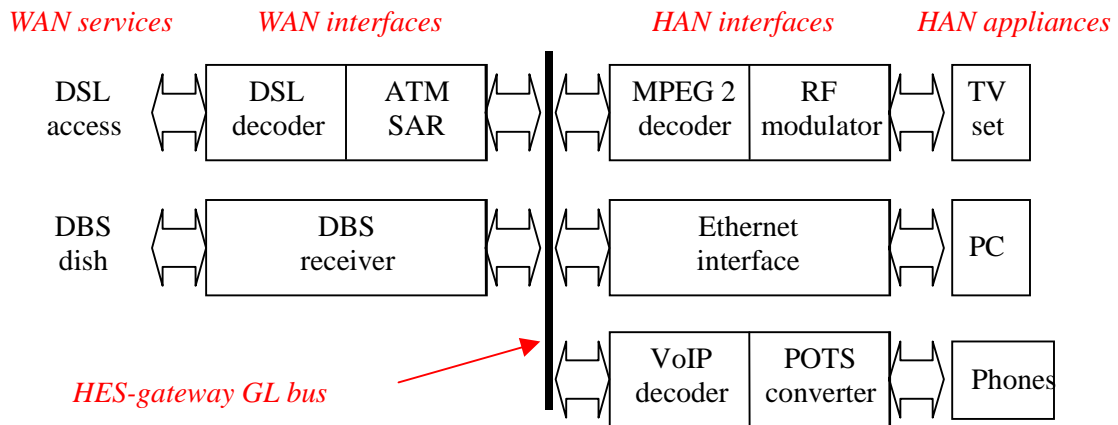 WAN services WAN interfaces HAN interfaces HAN appliances
DSL access
DSL decoder
ATM SAR
MPEG 2 decoder
RF modulator
TV set
DBS dish
DBS receiver
Ethernet interface
PC
HES-gateway GL bus
VoIP decoder
POTS converter
Phones